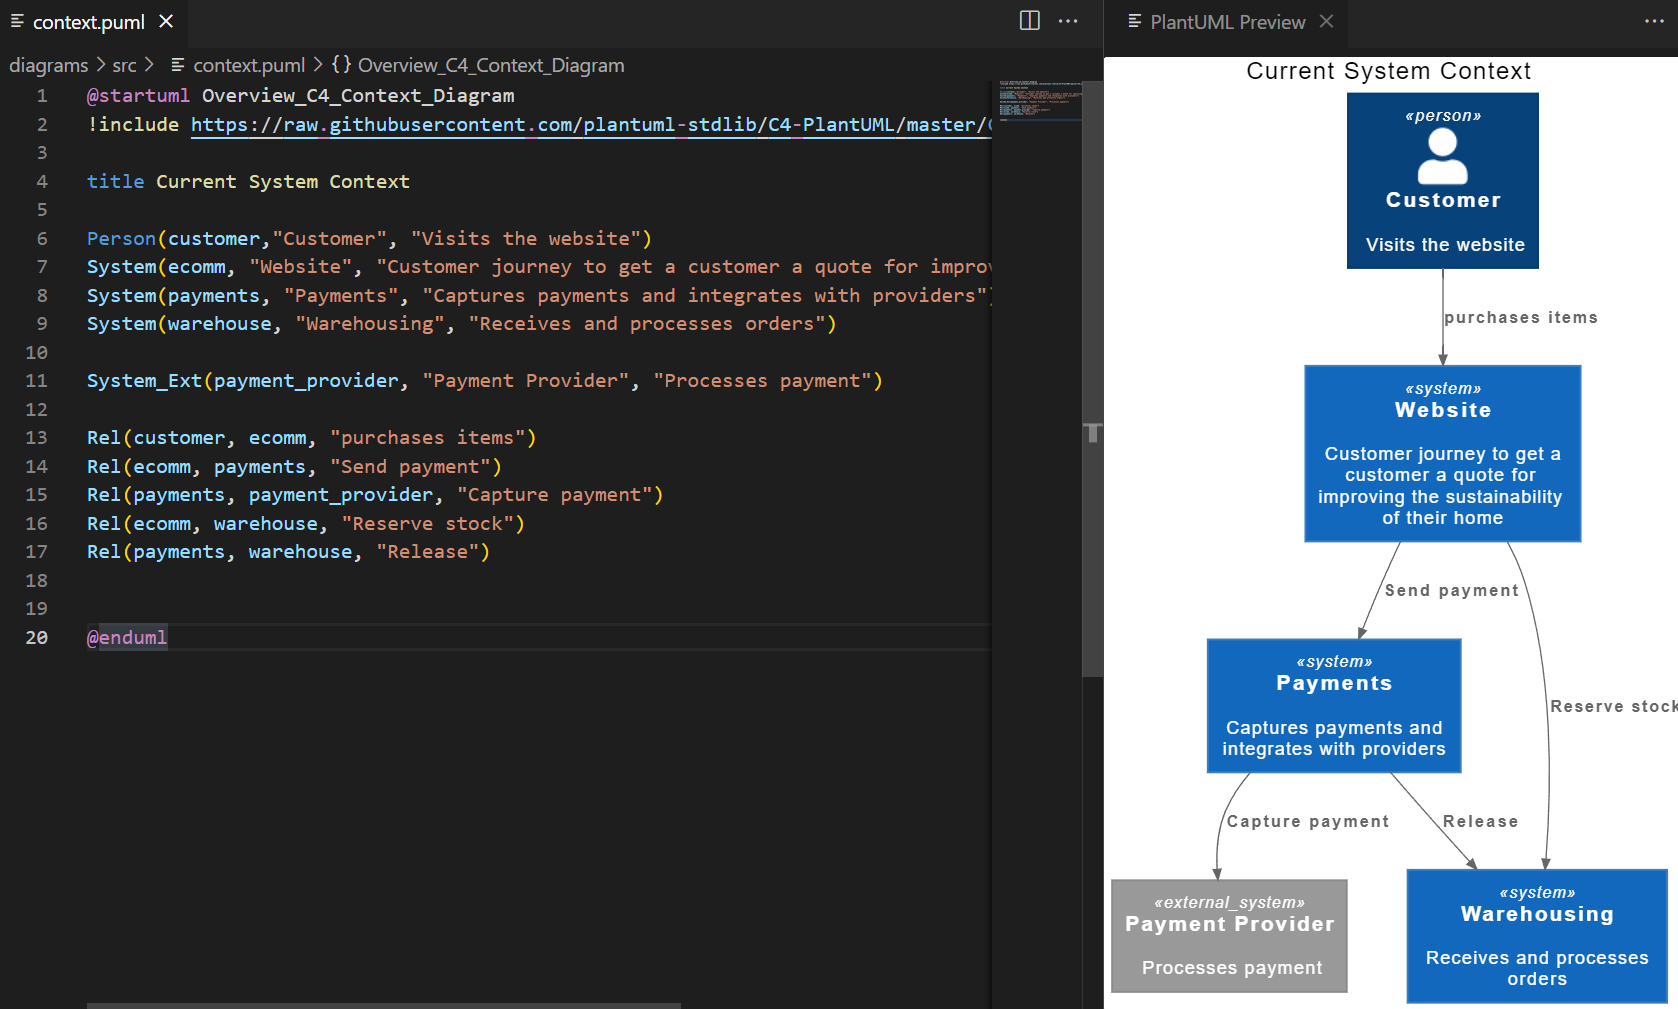 context.puml
diagrams > src > context.puml > {} Overview_C4_Context_Diagram
1 @startuml Overview_C4_Context_Diagram
2 !include https://raw.githubusercontent.com/plantuml-stdlib/C4-PlantUML/master/
3
4 title Current System Context
5
6 Person(customer,"Customer", "Visits the website")
7 System(ecomm, "Website", "Customer journey to get a customer a quote for improv
8 System(payments, "Payments", "Captures payments and integrates with providers")
9 System(warehouse, "Warehousing", "Receives and processes orders")
10
11 System_Ext(payment_provider, "Payment Provider", "Processes payment")
12
13 Rel(customer, ecomm, "purchases items")
14 Rel(ecomm, payments, "Send payment")
15 Rel(payments, payment_provider, "Capture payment")
16 Rel(ecomm, warehouse, "Reserve stock")
17 Rel(payments, warehouse, "Release")
18
19
20 @enduml
PlantUML Preview
Current System Context
«person»
Customer
Visits the website
purchases items
«system»
Website
Customer journey to get a
customer a quote for
improving the sustainability
of their home
Send payment
Reserve stock
«system»
Payments
Captures payments and
integrates with providers
Capture payment
Release
«external_system»
Payment Provider
Processes payment
«system»
Warehousing
Receives and processes
orders